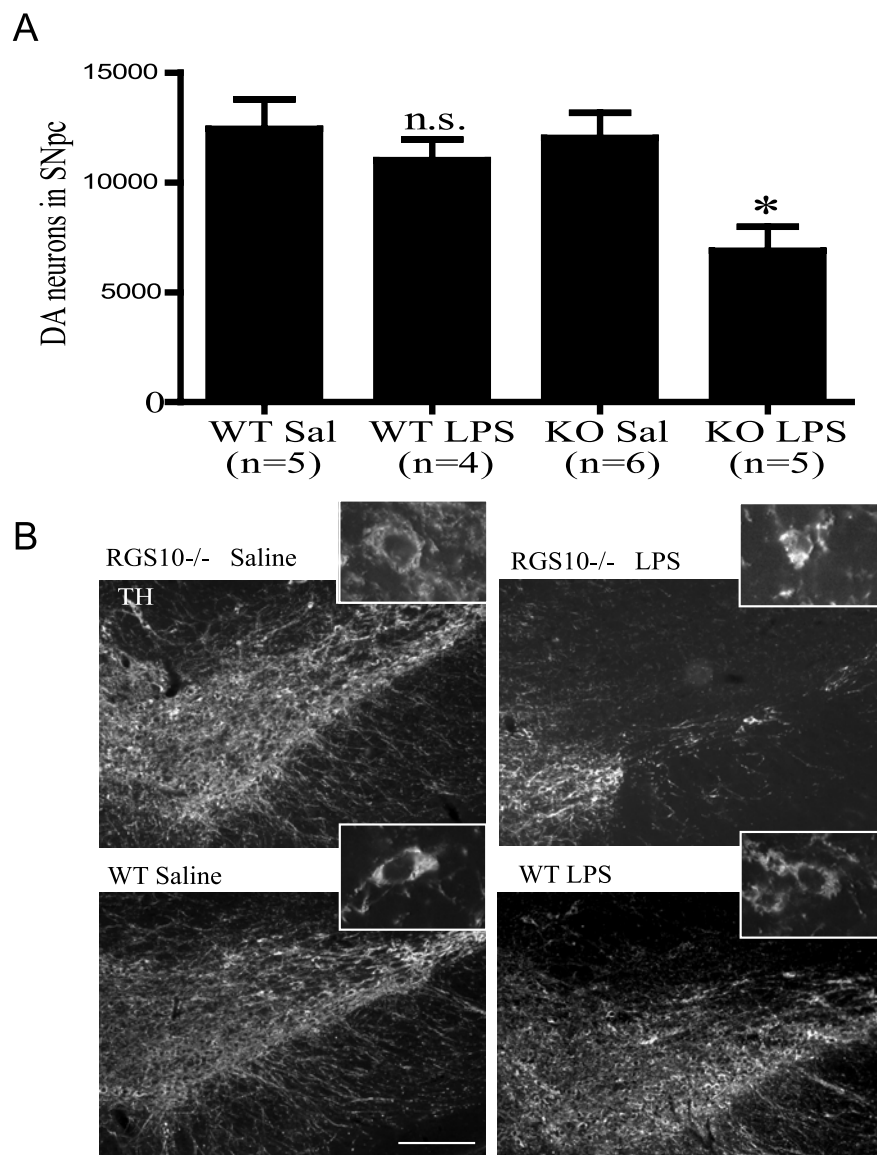 A
15000
10000
5000
0
DA neurons in SNpc
n.s.
*
WT Sal
(n=5)
WT LPS
(n=4)
KO Sal
(n=6)
KO LPS
(n=5)
B
RGS10-/- Saline
TH
RGS10-/- LPS
WT Saline
WT LPS